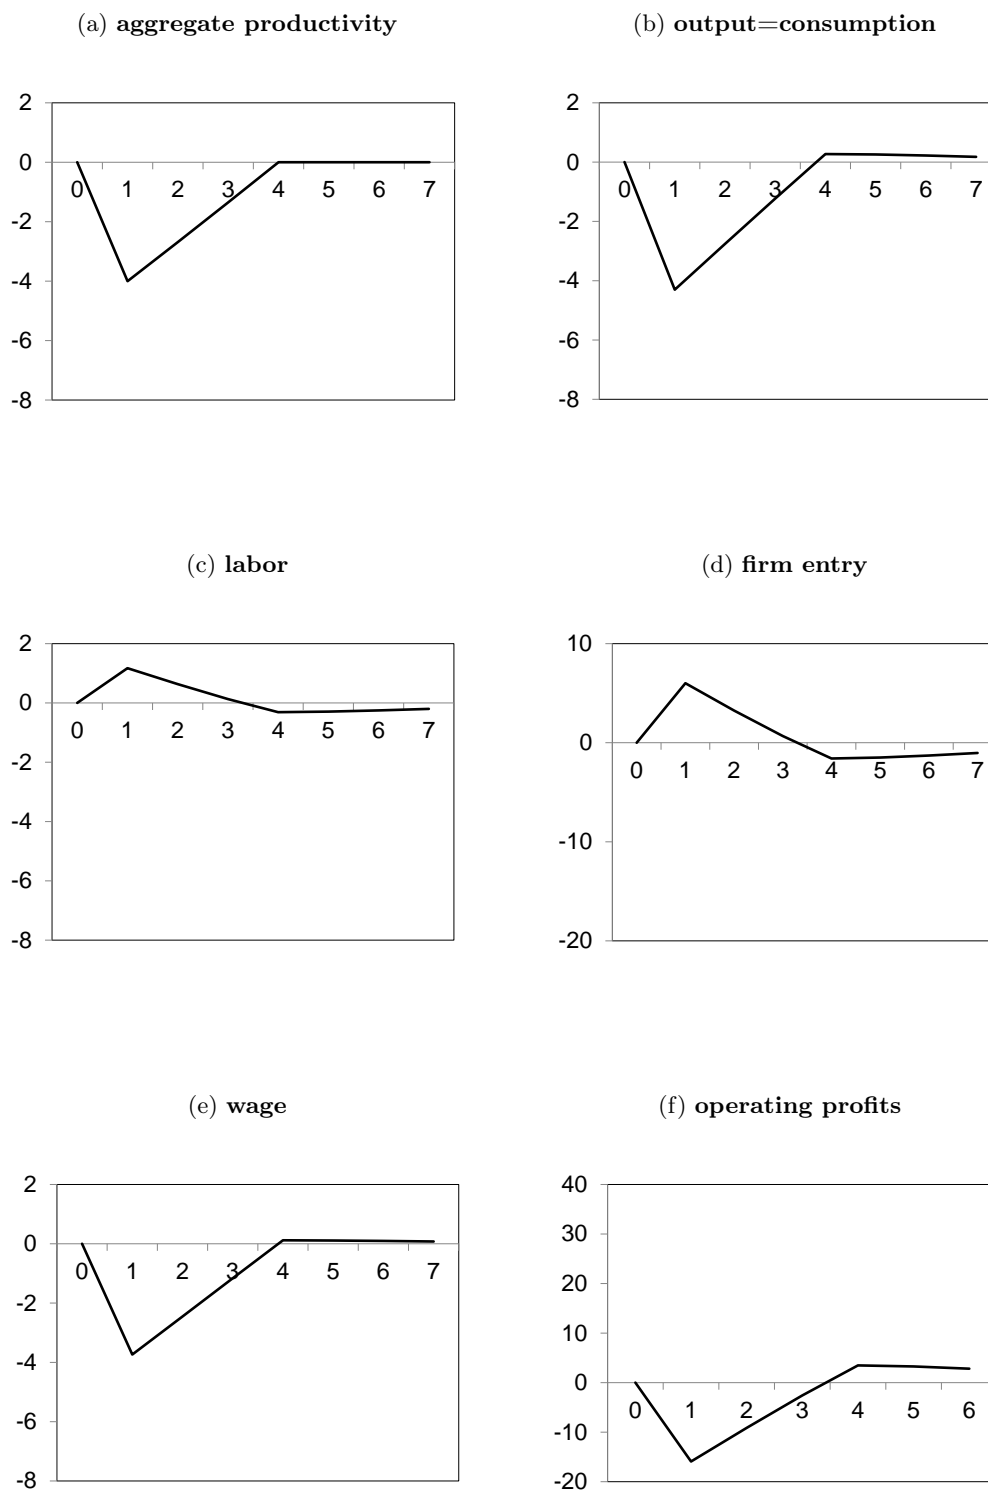 (a) aggregate productivity
(b) output=consumption
2
0
-2
-4
-6
-8
0 1 2 3 4 5 6 7
2
0
-2
-4
-6
-8
0 1 2 3 4 5 6 7
(c) labor
(d) firm entry
2
0
-2
-4
-6
-8
0 1 2 3 4 5 6 7
10
0
-10
-20
0 1 2 3 4 5 6 7
(e) wage
(f) operating profits
2
0
-2
-4
-6
-8
0 1 2 3 4 5 6 7
40
30
20
10
0
-10
-20
0 1 2 3 4 5 6